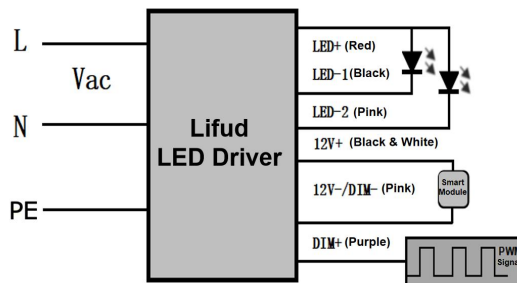 L
Vac
N
PE
Lifud
LED Driver
LED+ (Red)
LED-1(Black)
LED-2 (Pink)
12V+ (Black & White)
12V-/DIM- (Pink)
DIM+ (Purple)
Smart
Module
PWM
Signal